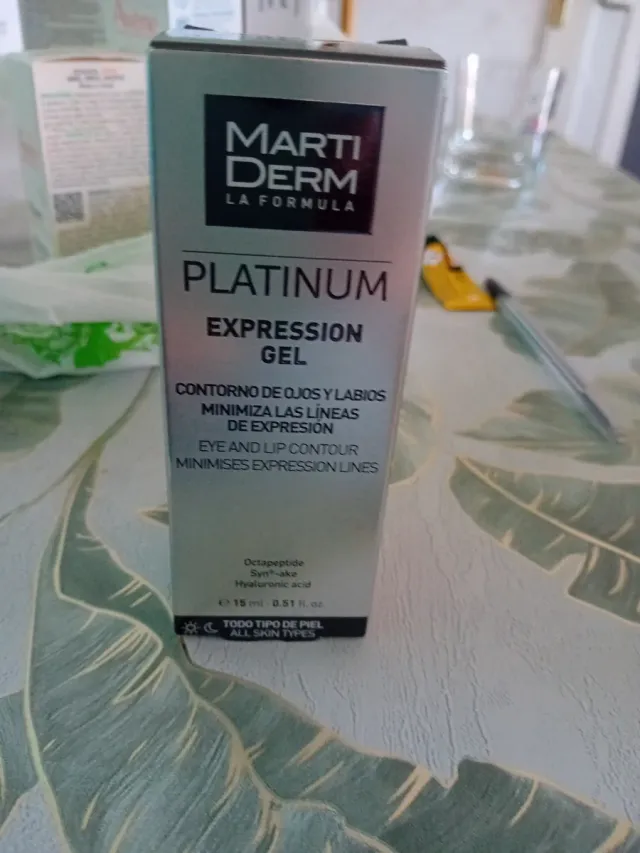 MARTI
DERM
LA FORMULA
PLATINUM
EXPRESSION
GEL
CONTORNO DE OJOS Y LABIOS
MINIMIZA LAS LÍNEAS
DE EXPRESIÓN
EYE AND LIP CONTOUR
MINIMISES EXPRESSION LINES
Octapeptide
Syn®-ake
Hyaluronic acid
℮ 15 ml - 0.51 fl. oz.
TODO TIPO DE PIEL
ALL SKIN TYPES